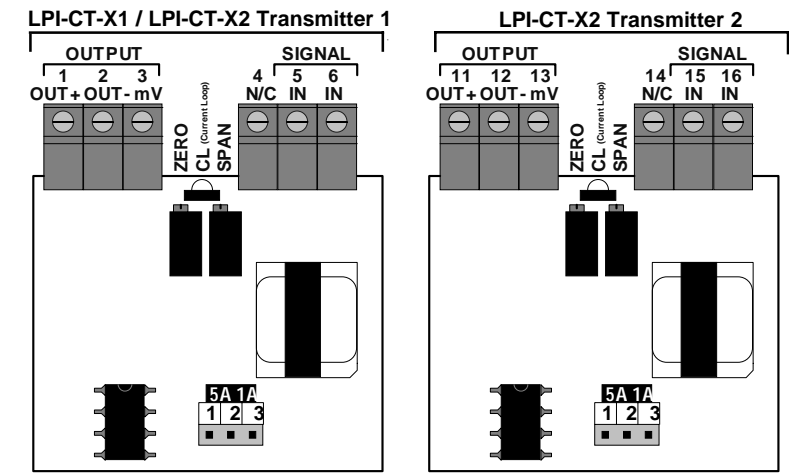 LPI-CT-X1 / LPI-CT-X2 Transmitter 1
OUTPUT
SIGNAL
1 2 3
4 5 6
OUT+ OUT- mV
N/C IN IN
ZERO
CL (Current Loop)
SPAN
5A 1A
1 2 3
LPI-CT-X2 Transmitter 2
OUTPUT
SIGNAL
11 12 13
14 15 16
OUT+ OUT- mV
N/C IN IN
ZERO
CL (Current Loop)
SPAN
5A 1A
1 2 3